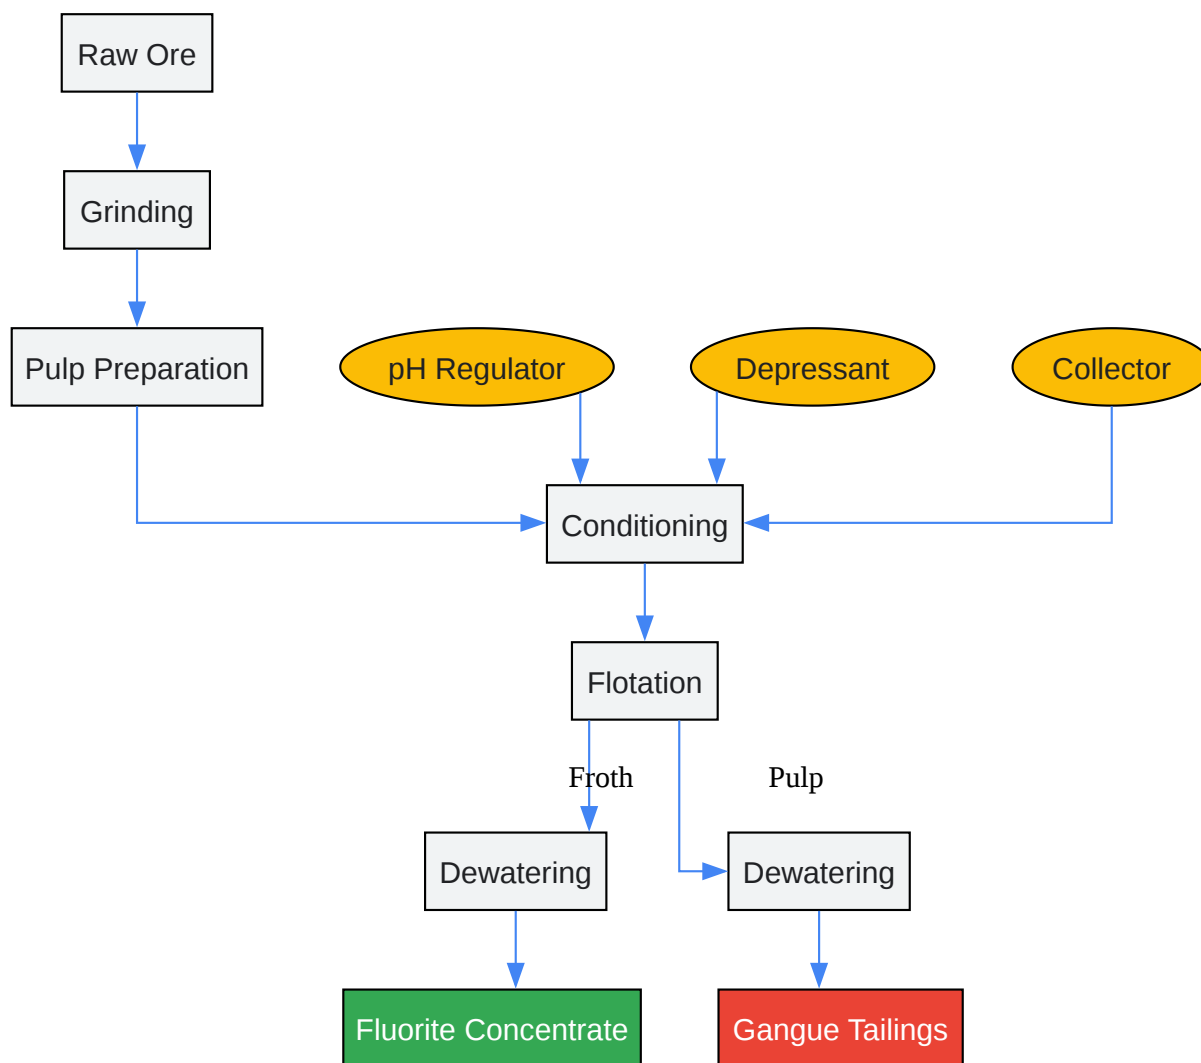 Raw Ore
Grinding
Pulp Preparation
pH Regulator
Depressant
Collector
Conditioning
Flotation
Froth
Pulp
Dewatering
Dewatering
Fluorite Concentrate
Gangue Tailings